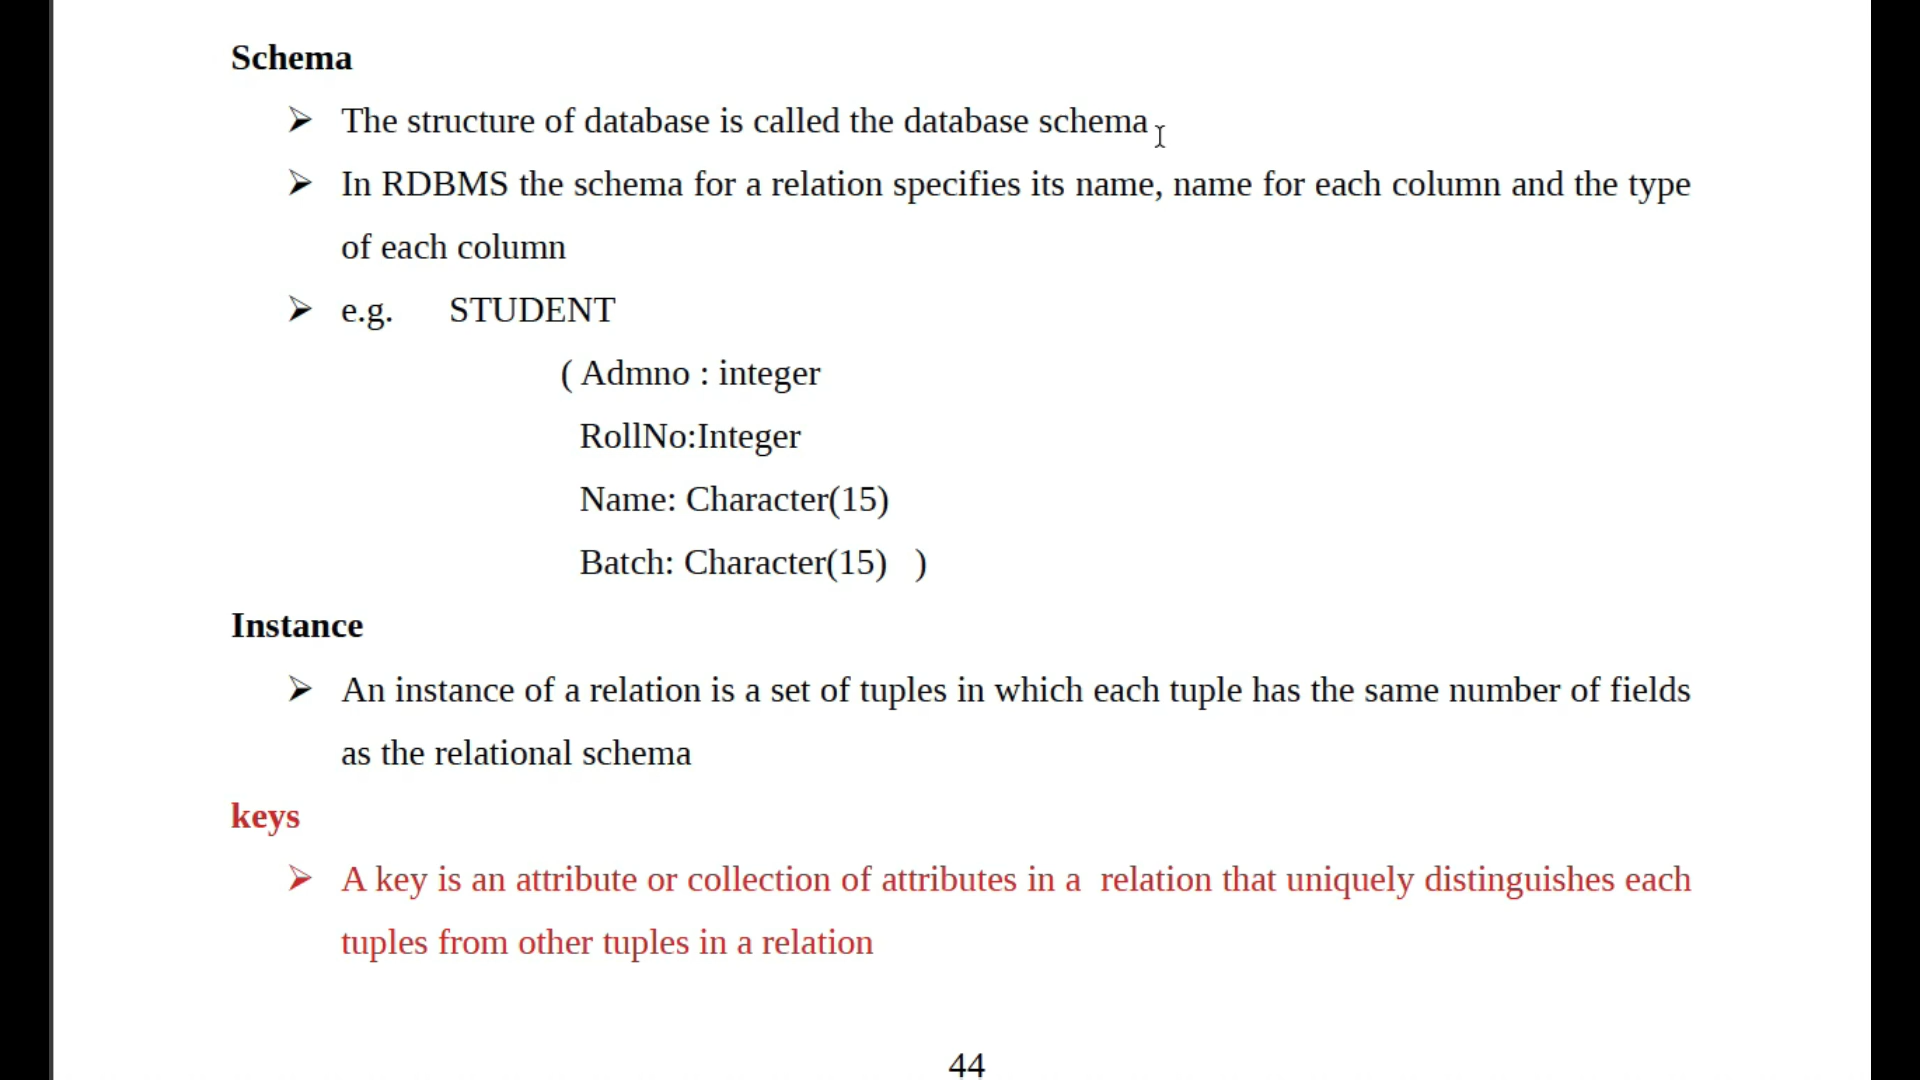 Schema
➢ The structure of database is called the database schema
➢ In RDBMS the schema for a relation specifies its name, name for each column and the type
of each column
➢ e.g. STUDENT
( Admno : integer
RollNo:Integer
Name: Character(15)
Batch: Character(15) )
Instance
➢ An instance of a relation is a set of tuples in which each tuple has the same number of fields
as the relational schema
keys
➢ A key is an attribute or collection of attributes in a relation that uniquely distinguishes each
tuples from other tuples in a relation
44